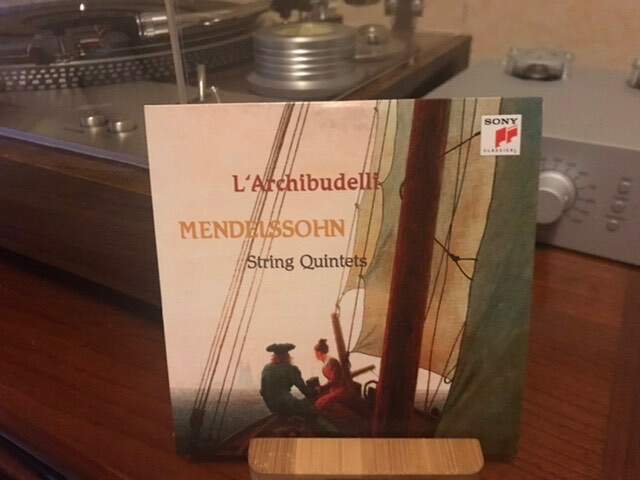 SONY
CLASSICAL
L'Archibudelli
MENDELSSOHN
String Quintets